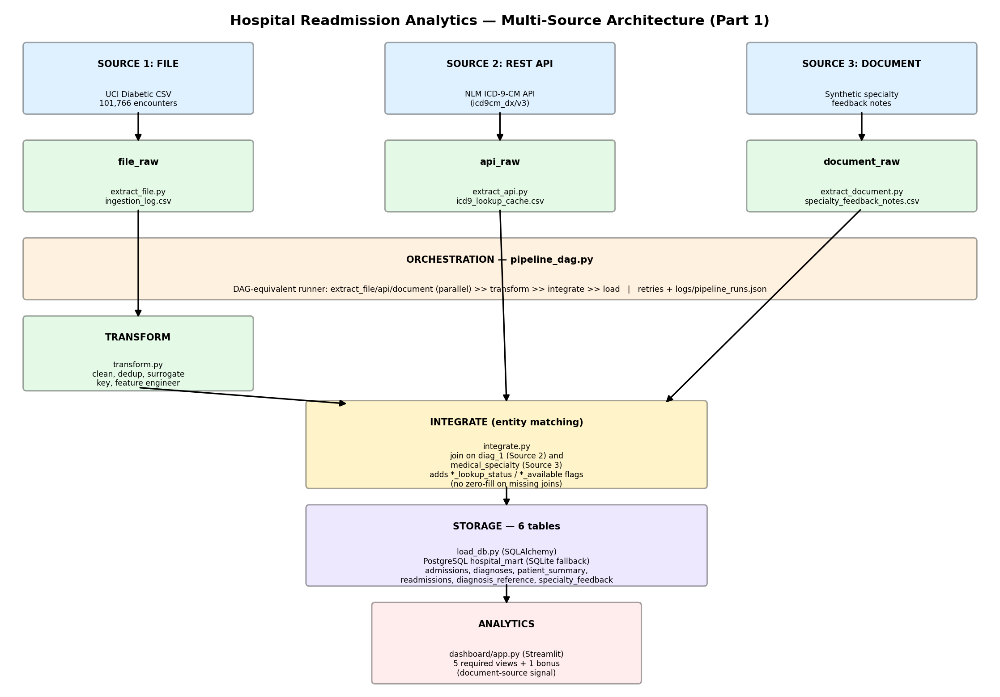 Hospital Readmission Analytics — Multi-Source Architecture (Part 1)
SOURCE 1: FILE
UCI Diabetic CSV
101,766 encounters
SOURCE 2: REST API
NLM ICD-9-CM API
(icd9cm_dx/v3)
SOURCE 3: DOCUMENT
Synthetic specialty
feedback notes
file_raw
extract_file.py
ingestion_log.csv
api_raw
extract_api.py
icd9_lookup_cache.csv
document_raw
extract_document.py
specialty_feedback_notes.csv
ORCHESTRATION — pipeline_dag.py
DAG-equivalent runner: extract_file/api/document (parallel) >> transform >> integrate >> load | retries + logs/pipeline_runs.json
TRANSFORM
transform.py
clean, dedup, surrogate
key, feature engineer
INTEGRATE (entity matching)
integrate.py
join on diag_1 (Source 2) and
medical_specialty (Source 3)
adds *_lookup_status / *_available flags
(no zero-fill on missing joins)
STORAGE — 6 tables
load_db.py (SQLAlchemy)
PostgreSQL hospital_mart (SQLite fallback)
admissions, diagnoses, patient_summary,
readmissions, diagnosis_reference, specialty_feedback
ANALYTICS
dashboard/app.py (Streamlit)
5 required views + 1 bonus
(document-source signal)